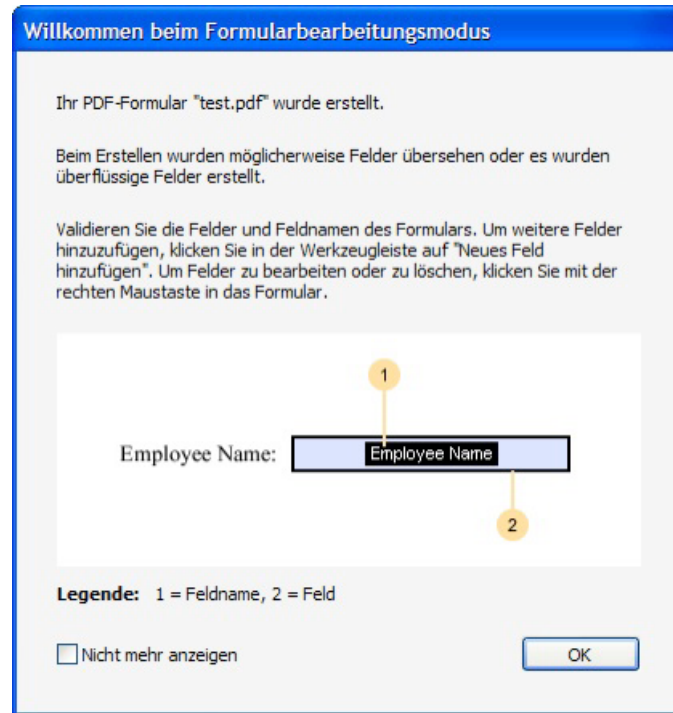 Willkommen beim Formularbearbeitungsmodus
Ihr PDF-Formular "test.pdf" wurde erstellt.
Beim Erstellen wurden möglicherweise Felder übersehen oder es wurden
überflüssige Felder erstellt.
Validieren Sie die Felder und Feldnamen des Formulars. Um weitere Felder
hinzuzufügen, klicken Sie in der Werkzeugleiste auf "Neues Feld
hinzufügen". Um Felder zu bearbeiten oder zu löschen, klicken Sie mit der
rechten Maustaste in das Formular.
1
Employee Name: Employee Name
2
Legende: 1 = Feldname, 2 = Feld
Nicht mehr anzeigen OK